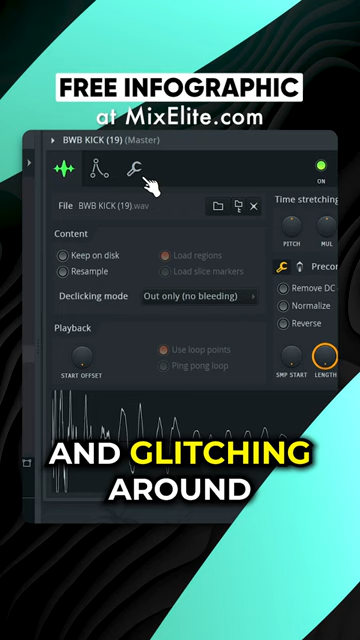 FREE INFOGRAPHIC
at MixElite.com
BWB KICK (19) (Master)
ON
File BWB KICK (19).wav
Time stretching
PITCH MUL
Content
Keep on disk Load regions
Resample Load slice markers
Declicking mode Out only (no bleeding)
Precom
Remove DC
Normalize
Reverse
Playback
START OFFSET
Use loop points
Ping pong loop
SMP START LENGTH
AND GLITCHING
AROUND